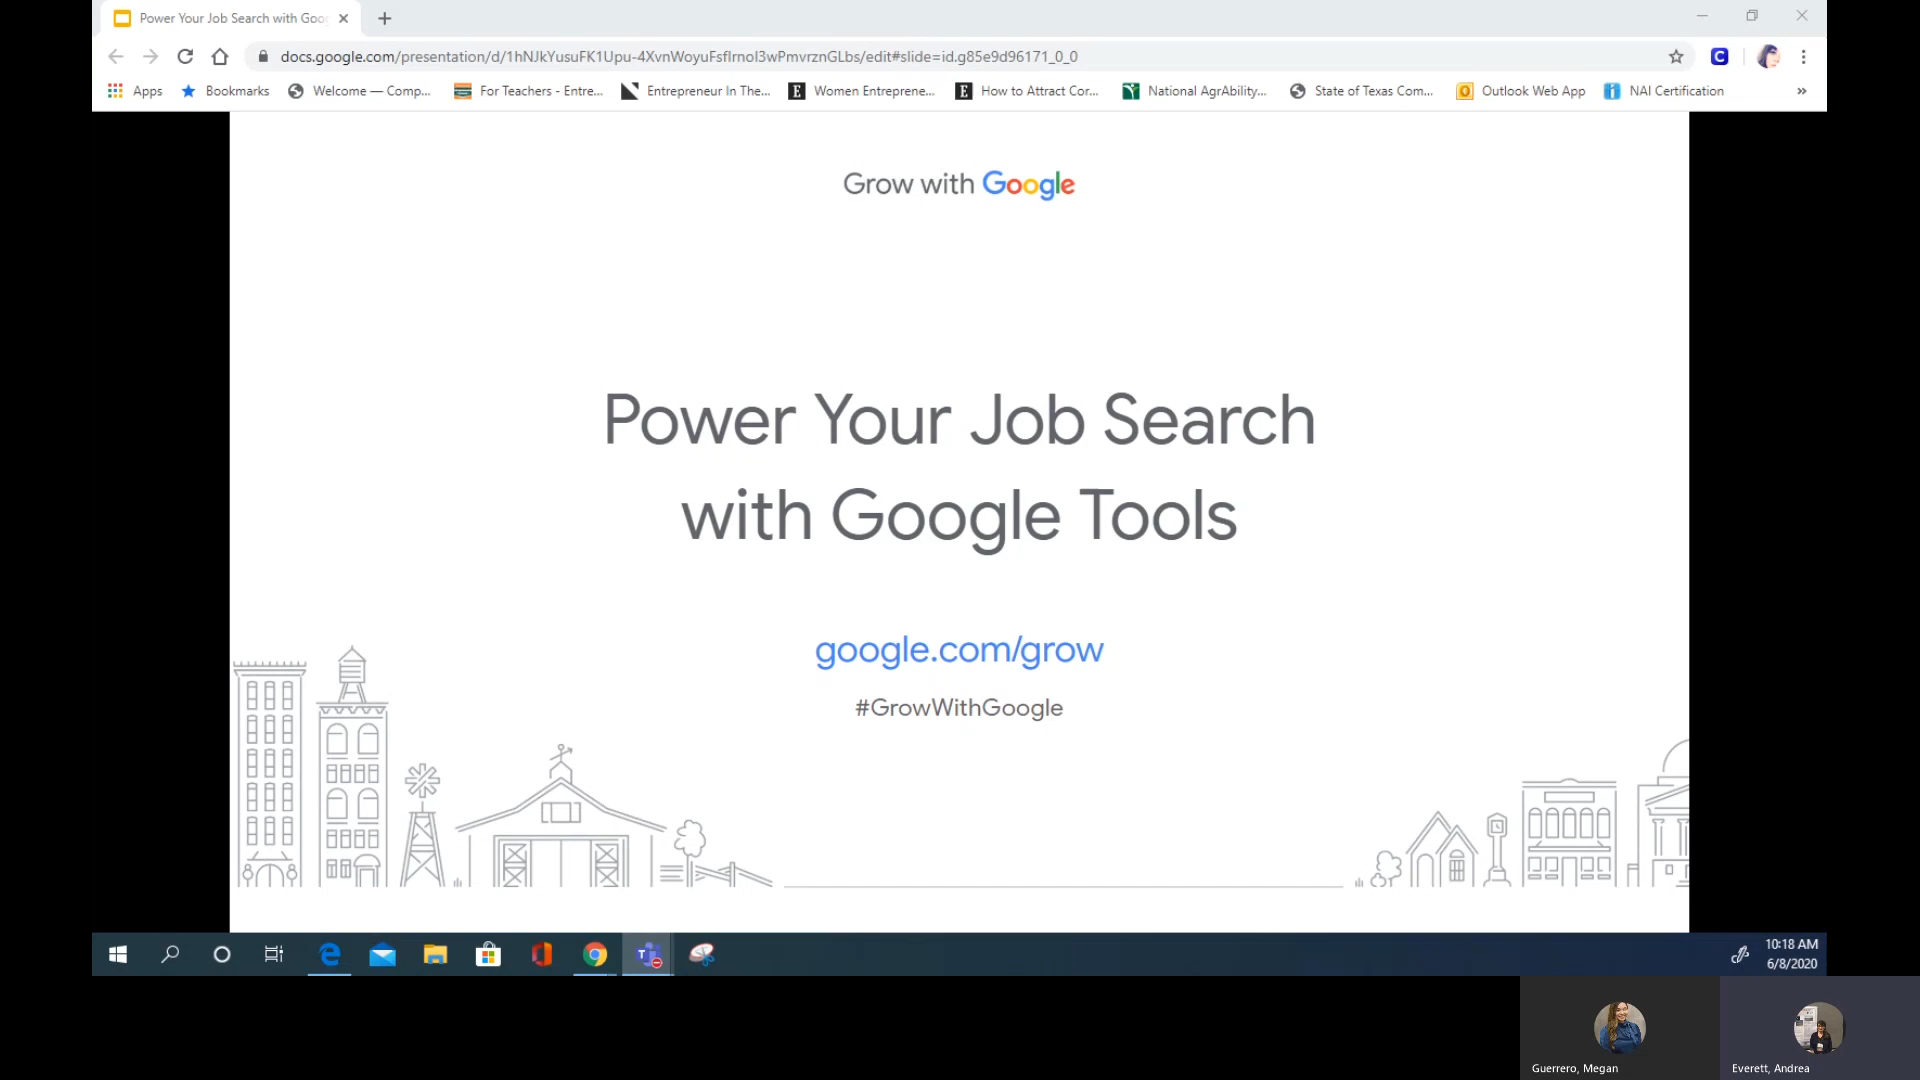 Power Your Job Search with Goo
docs.google.com/presentation/d/1hNJkYusuFK1Upu-4XvnWoyuFsfIrnoI3wPmvrznGLbs/edit#slide=id.g85e9d96171_0_0
Apps Bookmarks Welcome — Comp... For Teachers - Entre... Entrepreneur In The... Women Entreprene... How to Attract Cor... National AgrAbility... State of Texas Com... Outlook Web App NAI Certification »
Grow with Google
Power Your Job Search
with Google Tools
google.com/grow
#GrowWithGoogle
10:18 AM
6/8/2020
Guerrero, Megan Everett, Andrea